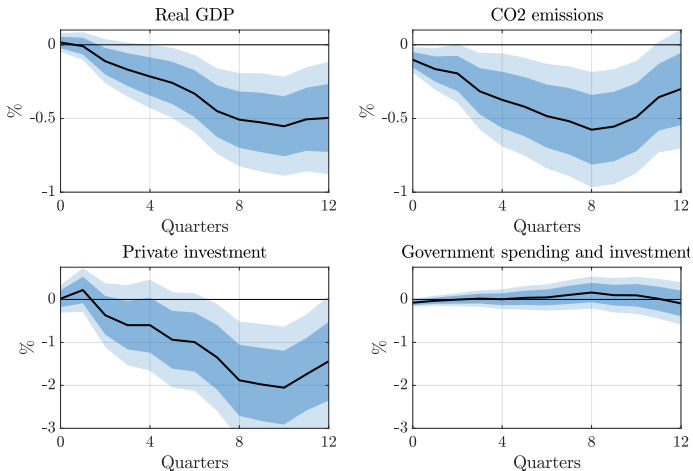 Real GDP
0
-0.5
-1
%
0 4 8 12
Quarters
CO2 emissions
0
-0.5
-1
%
0 4 8 12
Quarters
Private investment
0
-1
-2
-3
%
0 4 8 12
Quarters
Government spending and investment
0
-1
-2
-3
%
0 4 8 12
Quarters